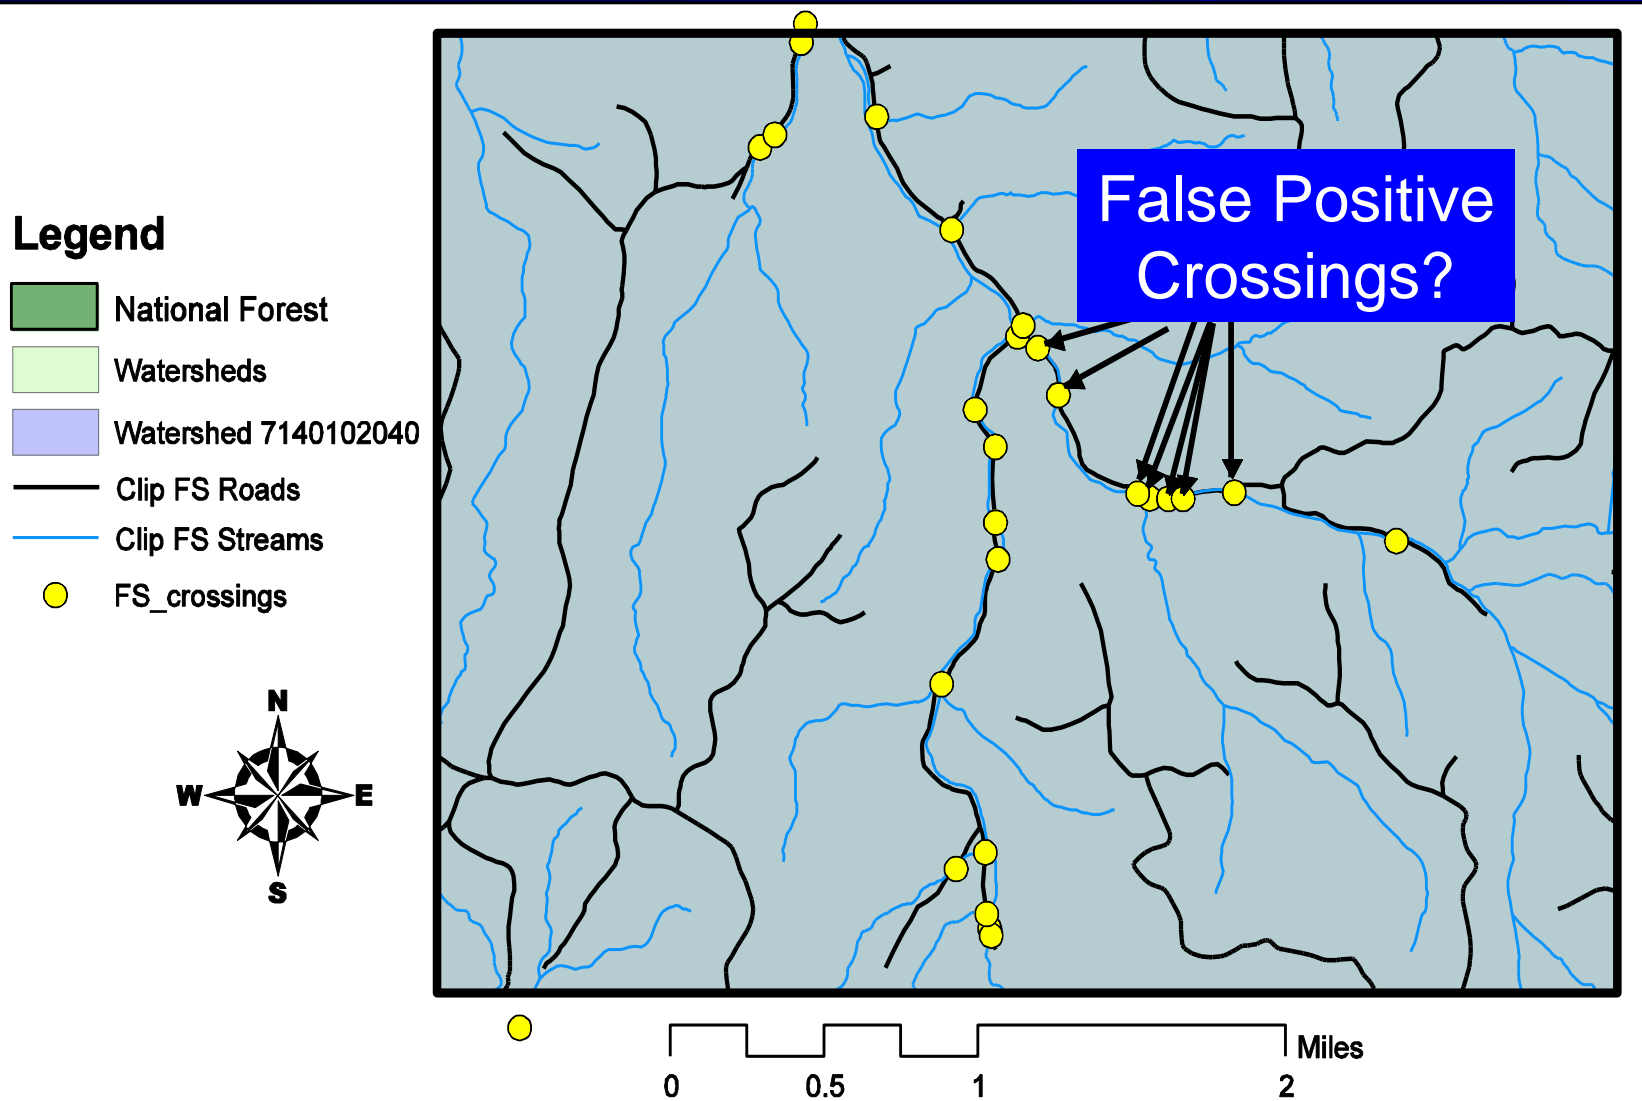 False Positive
Crossings?
Legend
National Forest
Watersheds
Watershed 7140102040
Clip FS Roads
Clip FS Streams
FS_crossings
N
W E
S
0 0.5 1 2 Miles